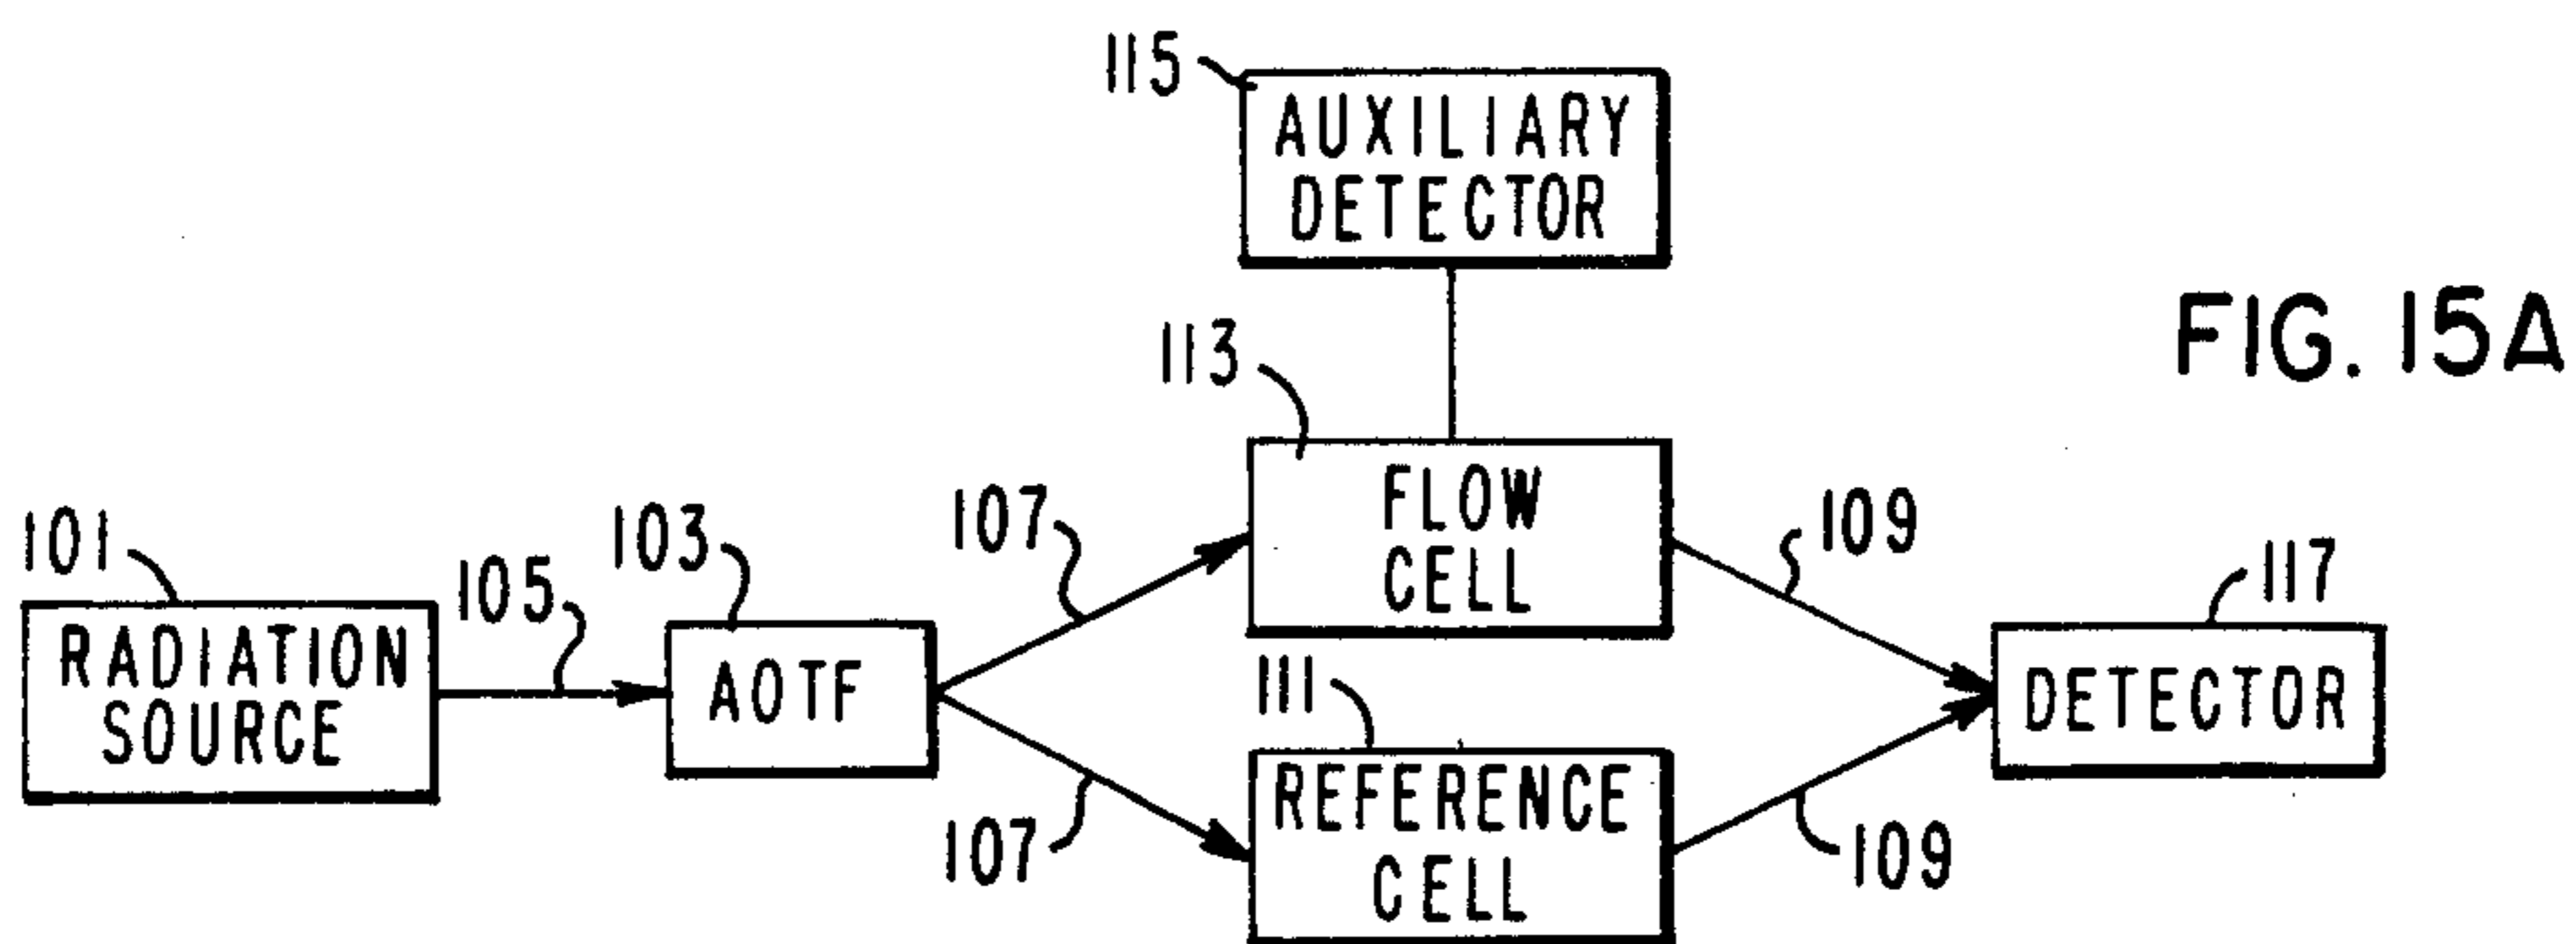 115
AUXILIARY
DETECTOR
FIG. 15A
113
FLOW
CELL
107
109
101
103
105
117
RADIATION
SOURCE
AOTF
DETECTOR
111
REFERENCE
CELL
107
109